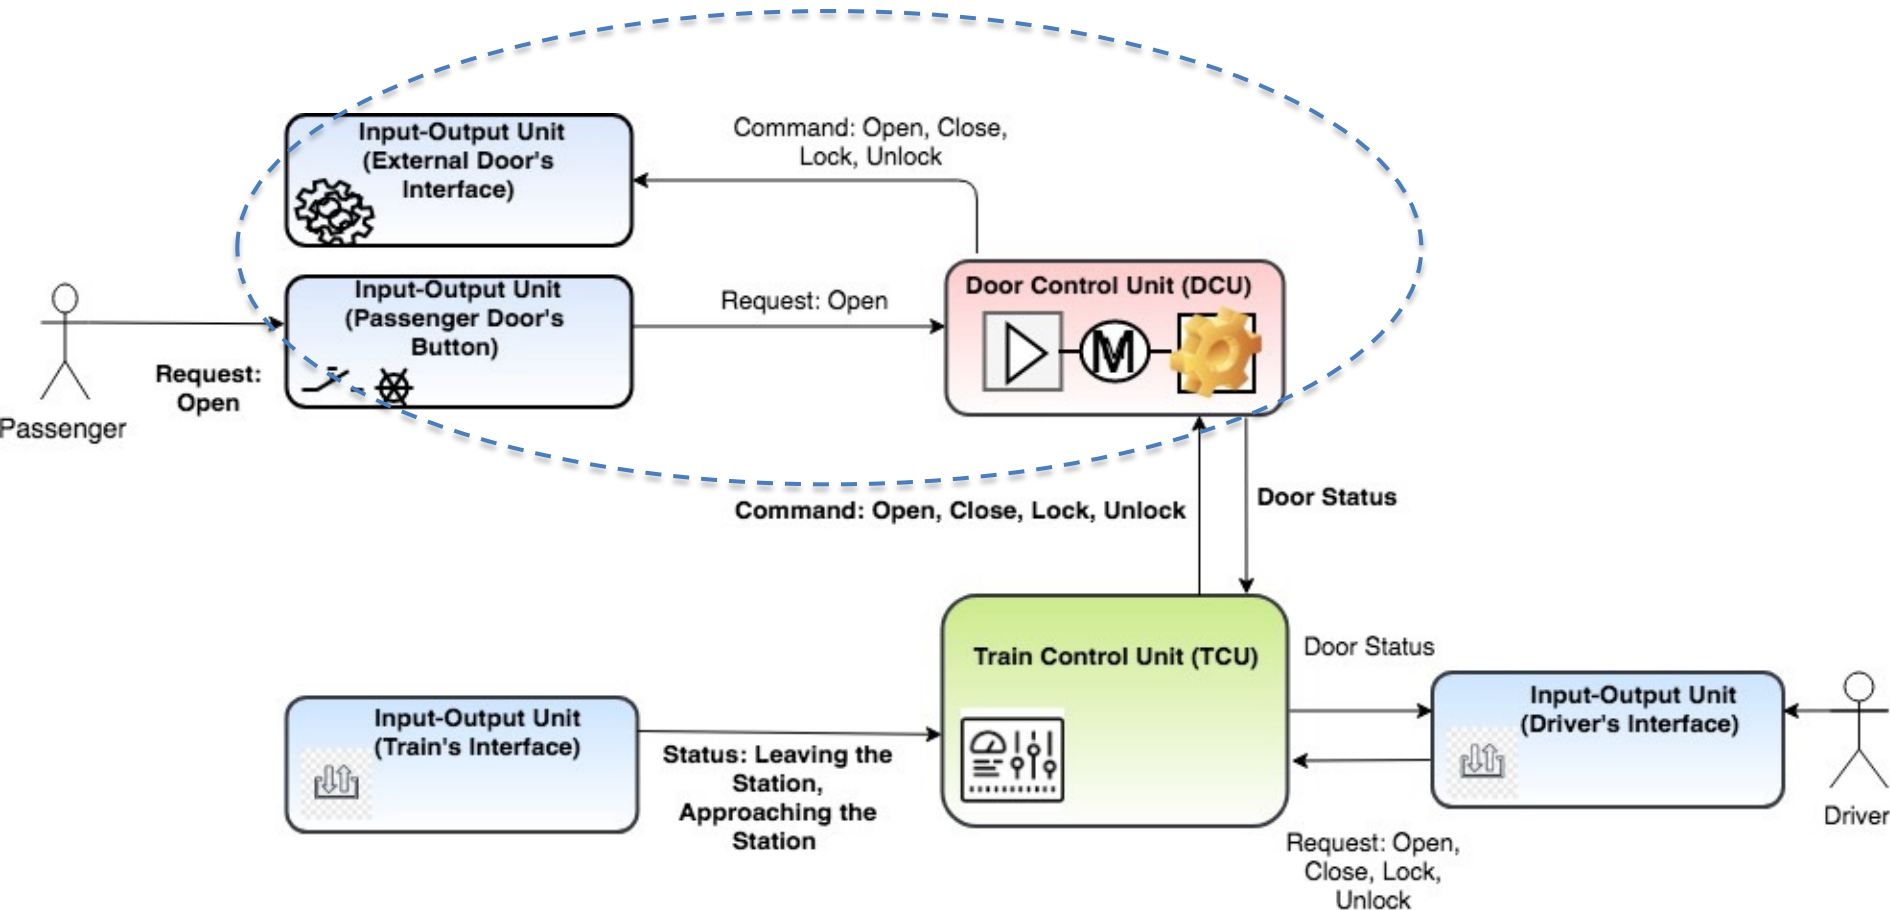 Input-Output Unit
(External Door's
Interface)
Command: Open, Close,
Lock, Unlock
Input-Output Unit
(Passenger Door's
Button)
Request: Open
Door Control Unit (DCU)
M
Request:
Open
Passenger
Command: Open, Close, Lock, Unlock
Door Status
Train Control Unit (TCU)
Door Status
Input-Output Unit
(Driver's Interface)
Input-Output Unit
(Train's Interface)
Status: Leaving the
Station,
Approaching the
Station
Driver
Request: Open,
Close, Lock,
Unlock